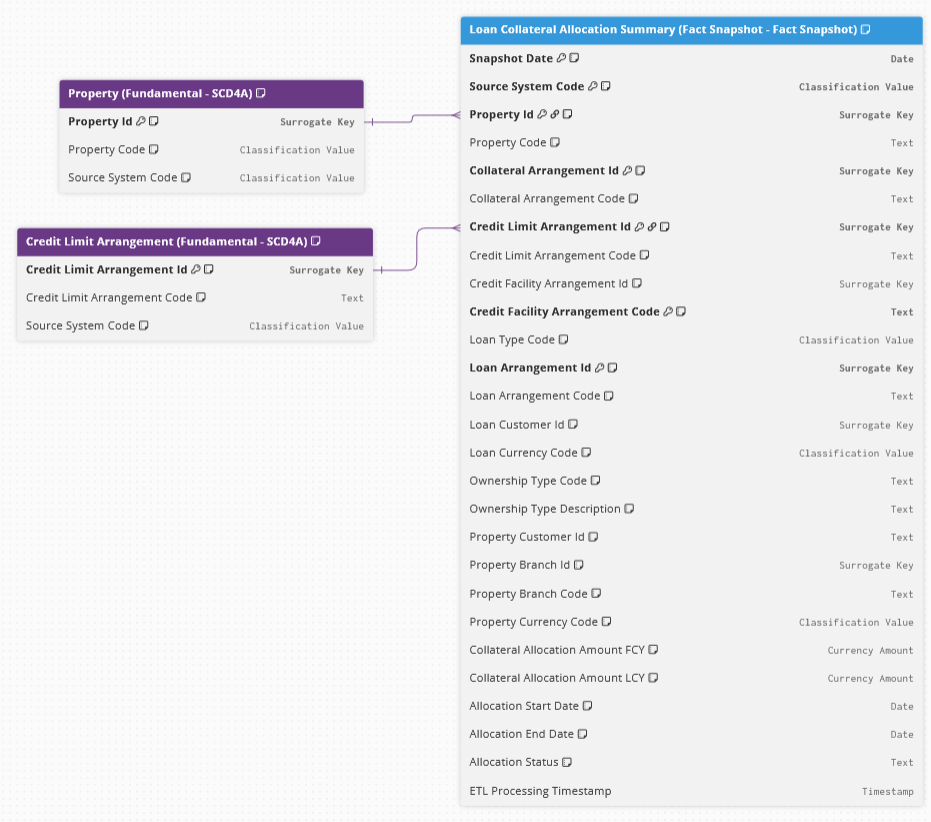 Property (Fundamental - SCD4A)
Property Id Surrogate Key
Property Code Classification Value
Source System Code Classification Value
Credit Limit Arrangement (Fundamental - SCD4A)
Credit Limit Arrangement Id Surrogate Key
Credit Limit Arrangement Code Text
Source System Code Classification Value
Loan Collateral Allocation Summary (Fact Snapshot - Fact Snapshot)
Snapshot Date Date
Source System Code Classification Value
Property Id Surrogate Key
Property Code Text
Collateral Arrangement Id Surrogate Key
Collateral Arrangement Code Text
Credit Limit Arrangement Id Surrogate Key
Credit Limit Arrangement Code Text
Credit Facility Arrangement Id Surrogate Key
Credit Facility Arrangement Code Text
Loan Type Code Classification Value
Loan Arrangement Id Surrogate Key
Loan Arrangement Code Text
Loan Customer Id Surrogate Key
Loan Currency Code Classification Value
Ownership Type Code Text
Ownership Type Description Text
Property Customer Id Text
Property Branch Id Surrogate Key
Property Branch Code Text
Property Currency Code Classification Value
Collateral Allocation Amount FCY Currency Amount
Collateral Allocation Amount LCY Currency Amount
Allocation Start Date Date
Allocation End Date Date
Allocation Status Text
ETL Processing Timestamp Timestamp